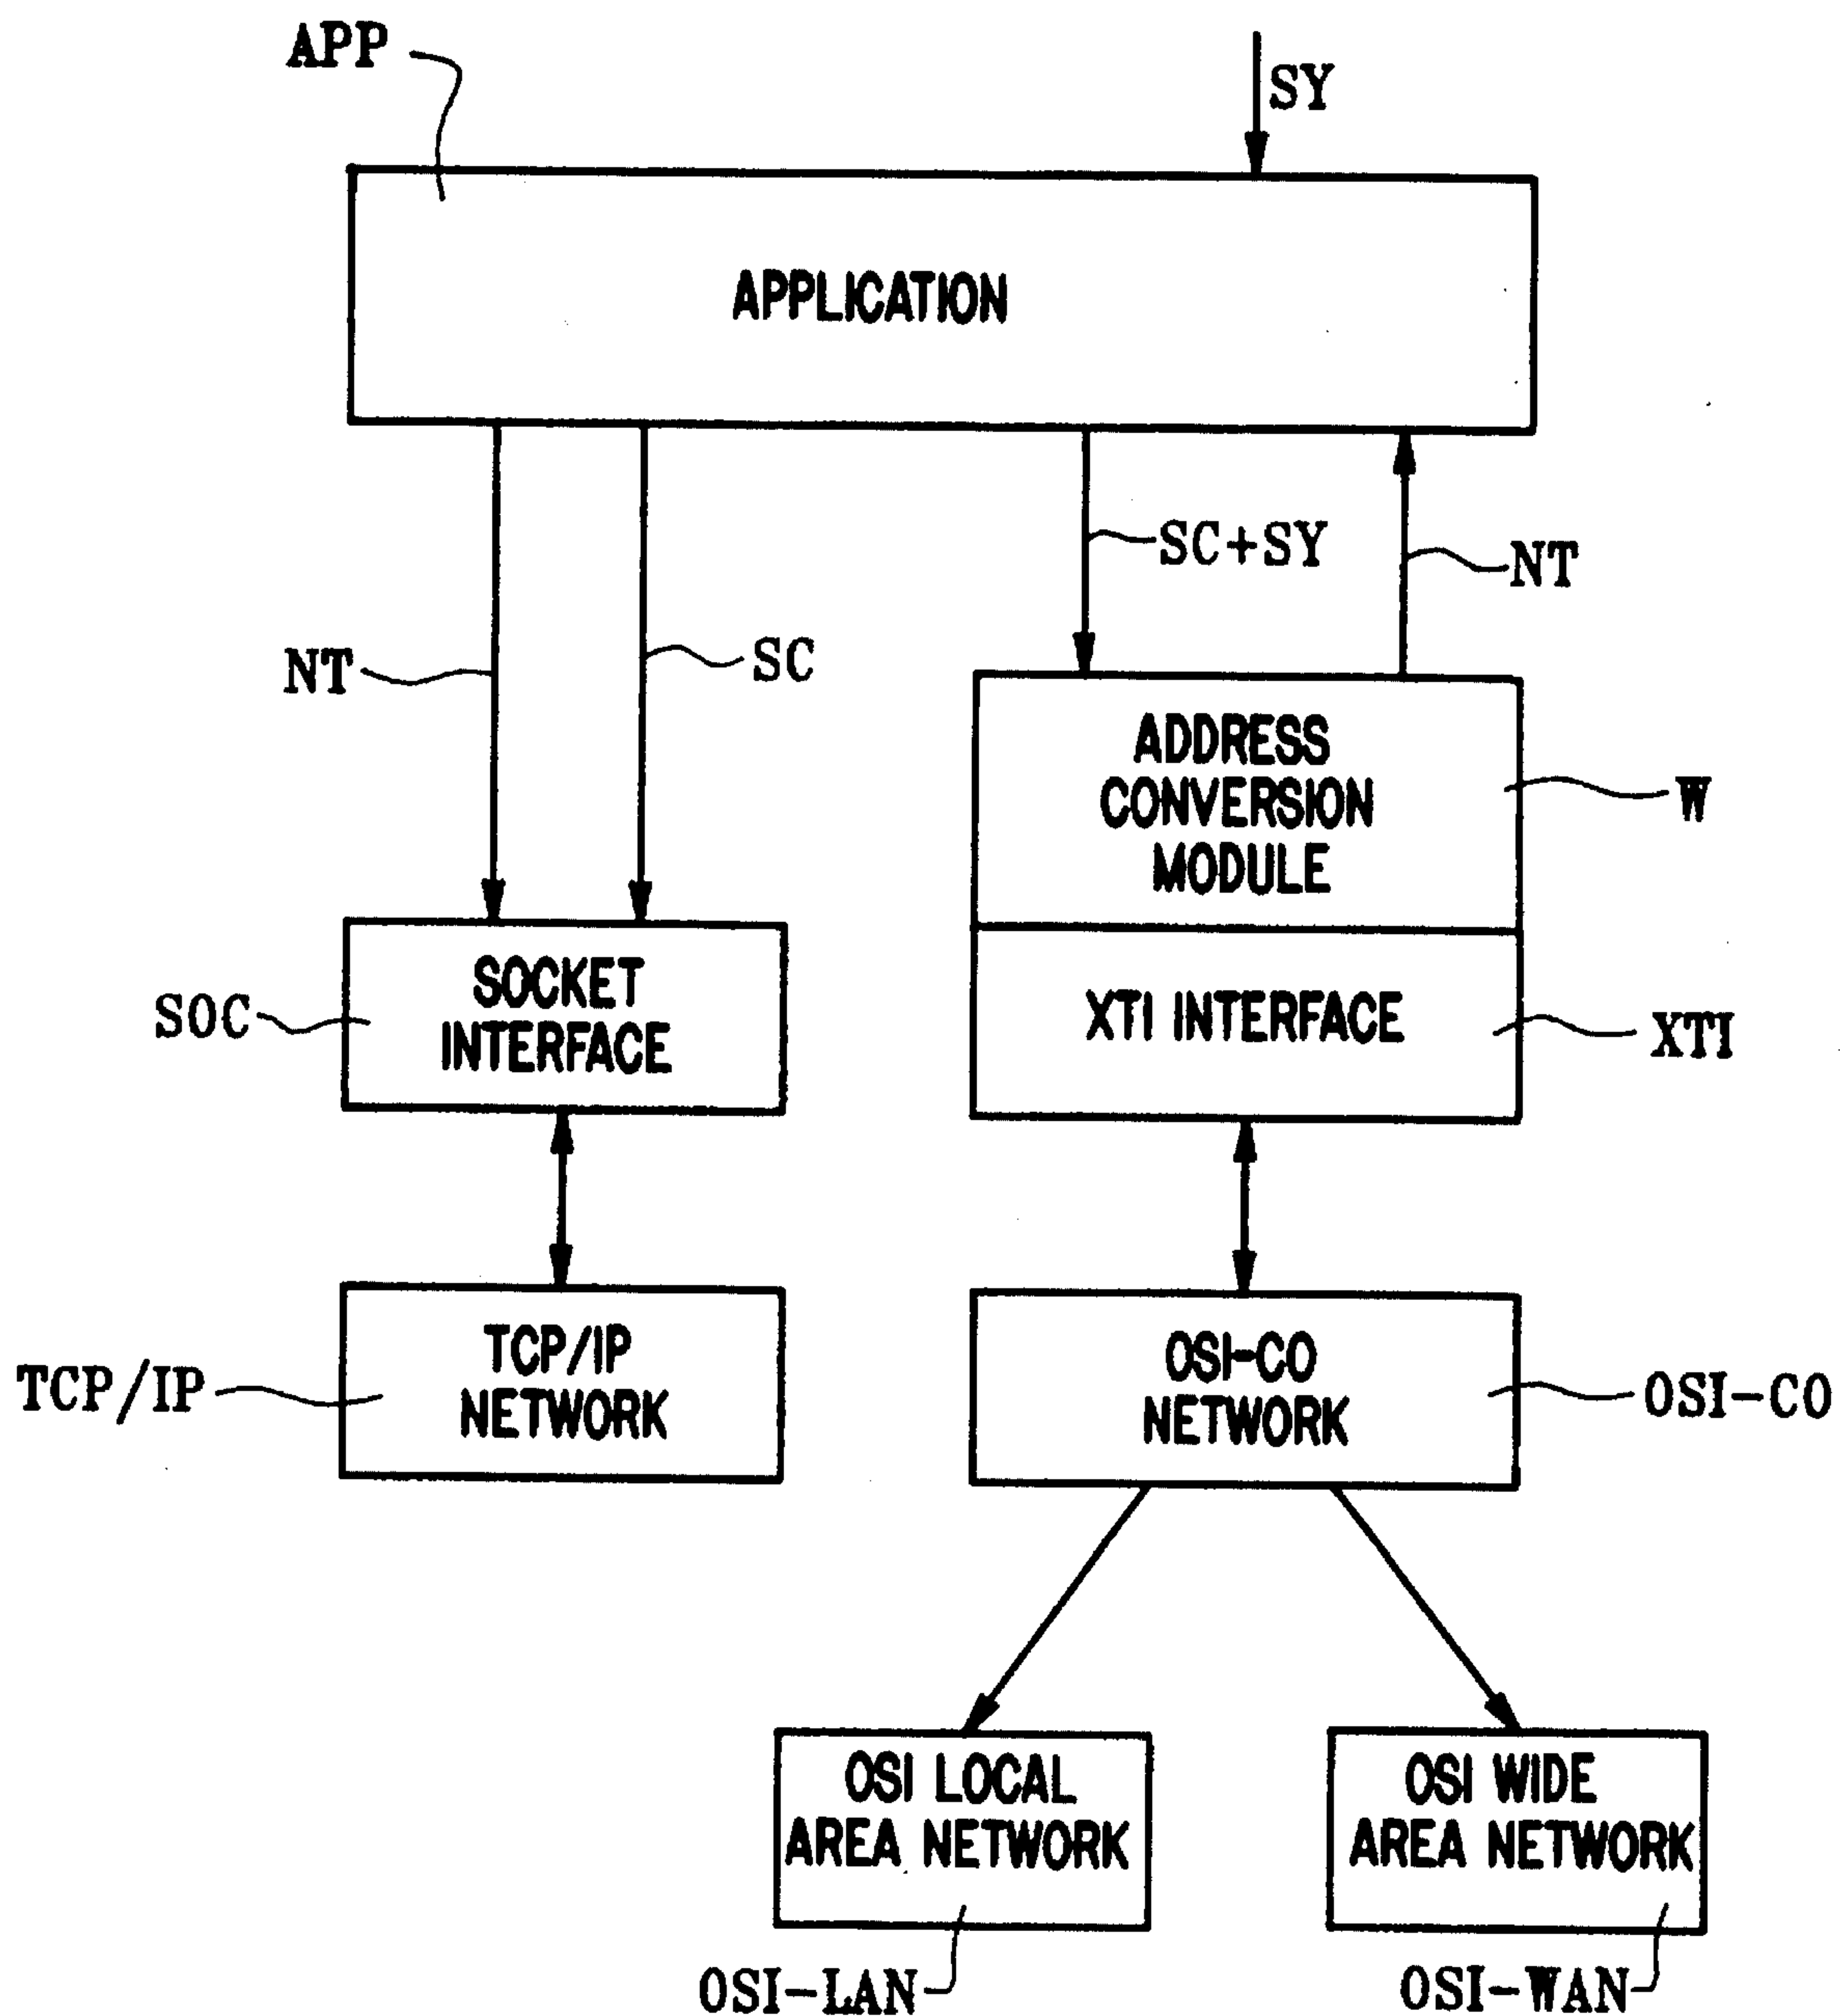 APP
SY
APPLICATION
SC+SY
NT
NT
SC
ADDRESS
CONVERSION
MODULE
W
SOCKET
INTERFACE
SOC
XTI INTERFACE
XTI
TCP/IP
NETWORK
TCP/IP
OSI-CO
NETWORK
OSI-CO
OSI LOCAL
AREA NETWORK
OSI WIDE
AREA NETWORK
OSI-LAN
OSI-WAN